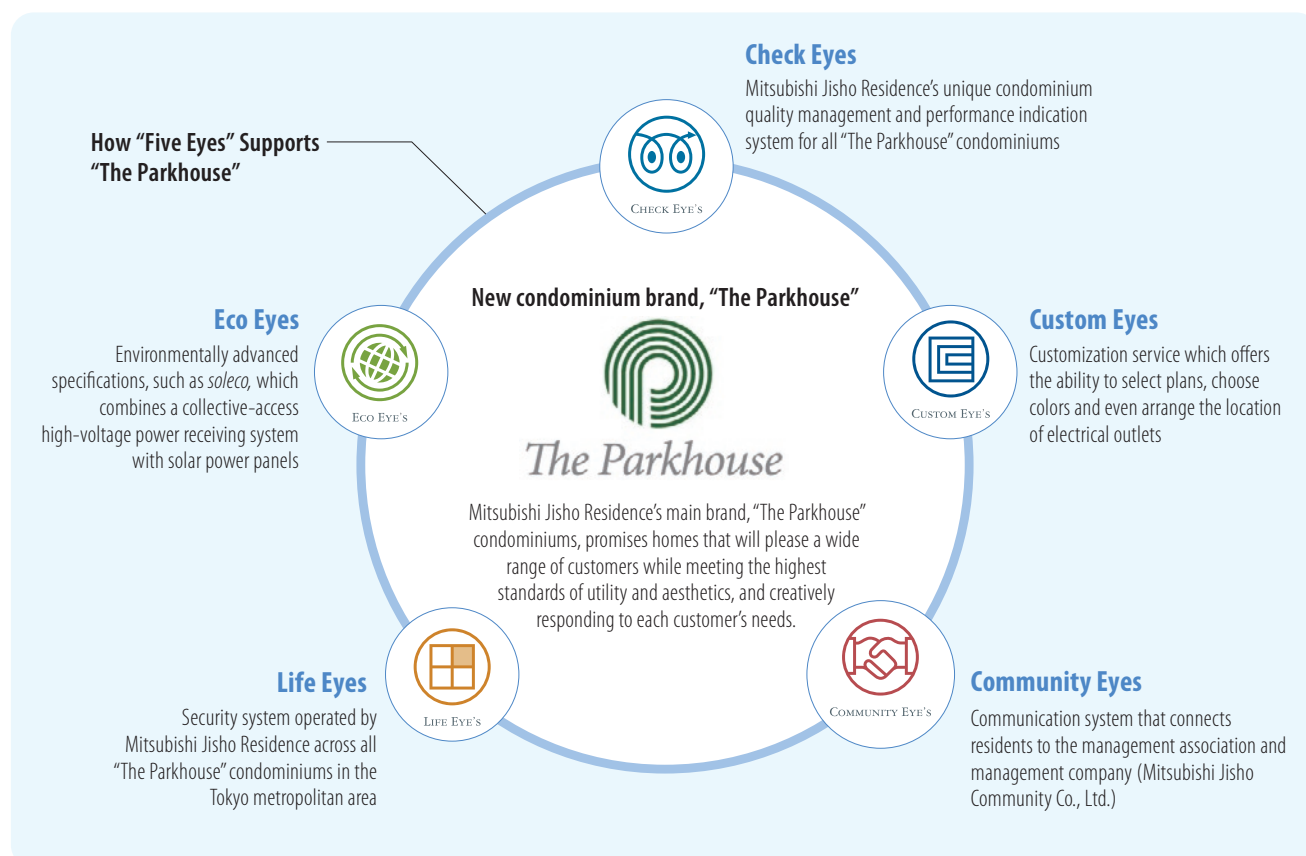 How “Five Eyes” Supports
“The Parkhouse”
Check Eyes
Mitsubishi Jisho Residence’s unique condominium
quality management and performance indication
system for all “The Parkhouse” condominiums
CHECK EYE’S
Eco Eyes
Environmentally advanced
specifications, such as soleco, which
combines a collective-access
high-voltage power receiving system
with solar power panels
ECO EYE’S
New condominium brand, “The Parkhouse”
The Parkhouse
Mitsubishi Jisho Residence’s main brand, “The Parkhouse”
condominiums, promises homes that will please a wide
range of customers while meeting the highest
standards of utility and aesthetics, and creatively
responding to each customer’s needs.
CUSTOM EYE’S
Custom Eyes
Customization service which offers
the ability to select plans, choose
colors and even arrange the location
of electrical outlets
Life Eyes
Security system operated by
Mitsubishi Jisho Residence across all
“The Parkhouse” condominiums in the
Tokyo metropolitan area
LIFE EYE’S
COMMUNITY EYE’S
Community Eyes
Communication system that connects
residents to the management association and
management company (Mitsubishi Jisho
Community Co., Ltd.)